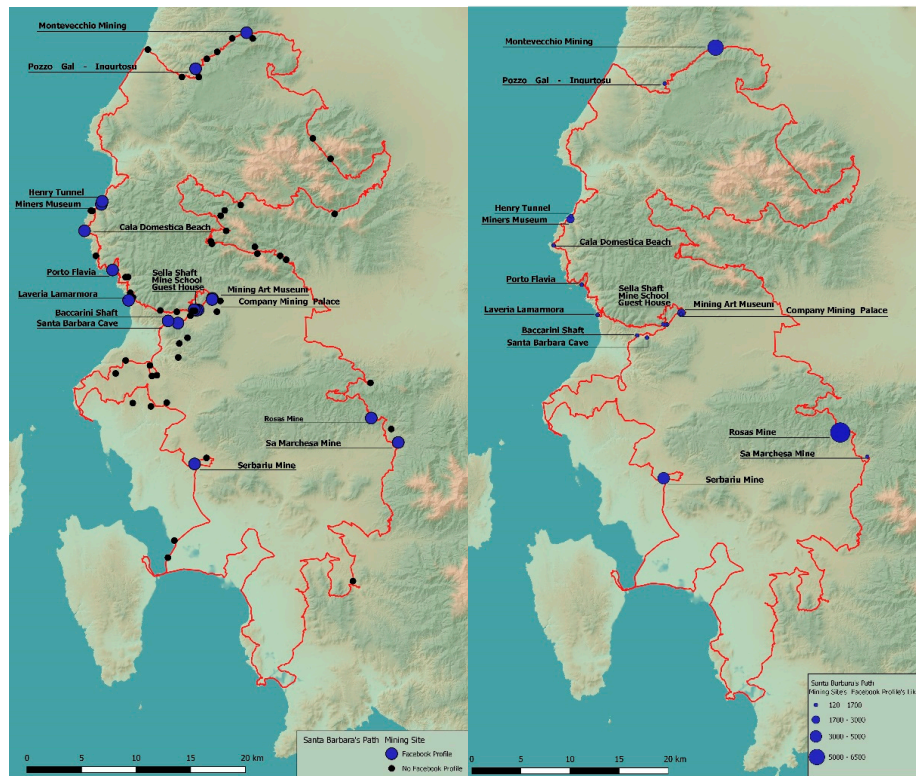 Montevecchio Mining
Pozzo Gal - Ingurtosu
Henry Tunnel
Miners Museum
Cala Domestica Beach
Porto Flavia
Sella Shaft
Mine School
Guest House
Mining Art Museum
Laveria Lamarmora
Company Mining Palace
Baccarini Shaft
Santa Barbara Cave
Rosas Mine
Sa Marchesa Mine
Serbariu Mine
Santa Barbara's Path Mining Site
Facebook Profile
No Facebook Profile
0 5 10 15 20 km
Montevecchio Mining
Pozzo Gal - Ingurtosu
Henry Tunnel
Miners Museum
Cala Domestica Beach
Porto Flavia
Sella Shaft
Mine School
Guest House
Mining Art Museum
Laveria Lamarmora
Company Mining Palace
Baccarini Shaft
Santa Barbara Cave
Rosas Mine
Sa Marchesa Mine
Serbariu Mine
Santa Barbara's Path
Mining Sites Facebook Profile's Lik
120 1700
1700 - 3000
3000 - 5000
5000 - 6500
0 5 10 15 20 km